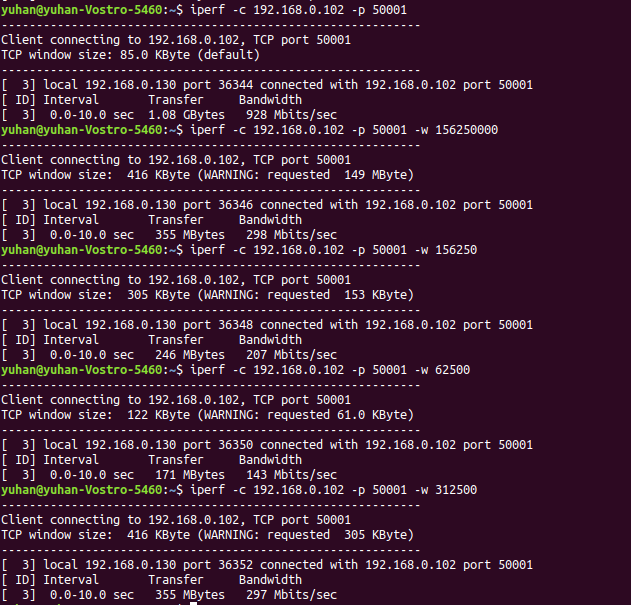 yuhan@yuhan-Vostro-5460:~$ iperf -c 192.168.0.102 -p 50001
------------------------------------------------------------
Client connecting to 192.168.0.102, TCP port 50001
TCP window size: 85.0 KByte (default)
------------------------------------------------------------
[  3] local 192.168.0.130 port 36344 connected with 192.168.0.102 port 50001
[ ID] Interval       Transfer     Bandwidth
[  3]  0.0-10.0 sec  1.08 GBytes   928 Mbits/sec
yuhan@yuhan-Vostro-5460:~$ iperf -c 192.168.0.102 -p 50001 -w 156250000
------------------------------------------------------------
Client connecting to 192.168.0.102, TCP port 50001
TCP window size:  416 KByte (WARNING: requested  149 MByte)
------------------------------------------------------------
[  3] local 192.168.0.130 port 36346 connected with 192.168.0.102 port 50001
[ ID] Interval       Transfer     Bandwidth
[  3]  0.0-10.0 sec   355 MBytes   298 Mbits/sec
yuhan@yuhan-Vostro-5460:~$ iperf -c 192.168.0.102 -p 50001 -w 156250
------------------------------------------------------------
Client connecting to 192.168.0.102, TCP port 50001
TCP window size:  305 KByte (WARNING: requested  153 KByte)
------------------------------------------------------------
[  3] local 192.168.0.130 port 36348 connected with 192.168.0.102 port 50001
[ ID] Interval       Transfer     Bandwidth
[  3]  0.0-10.0 sec   246 MBytes   207 Mbits/sec
yuhan@yuhan-Vostro-5460:~$ iperf -c 192.168.0.102 -p 50001 -w 62500
------------------------------------------------------------
Client connecting to 192.168.0.102, TCP port 50001
TCP window size:  122 KByte (WARNING: requested 61.0 KByte)
------------------------------------------------------------
[  3] local 192.168.0.130 port 36350 connected with 192.168.0.102 port 50001
[ ID] Interval       Transfer     Bandwidth
[  3]  0.0-10.0 sec   171 MBytes   143 Mbits/sec
yuhan@yuhan-Vostro-5460:~$ iperf -c 192.168.0.102 -p 50001 -w 312500
------------------------------------------------------------
Client connecting to 192.168.0.102, TCP port 50001
TCP window size:  416 KByte (WARNING: requested  305 KByte)
------------------------------------------------------------
[  3] local 192.168.0.130 port 36352 connected with 192.168.0.102 port 50001
[ ID] Interval       Transfer     Bandwidth
[  3]  0.0-10.0 sec   355 MBytes   297 Mbits/sec